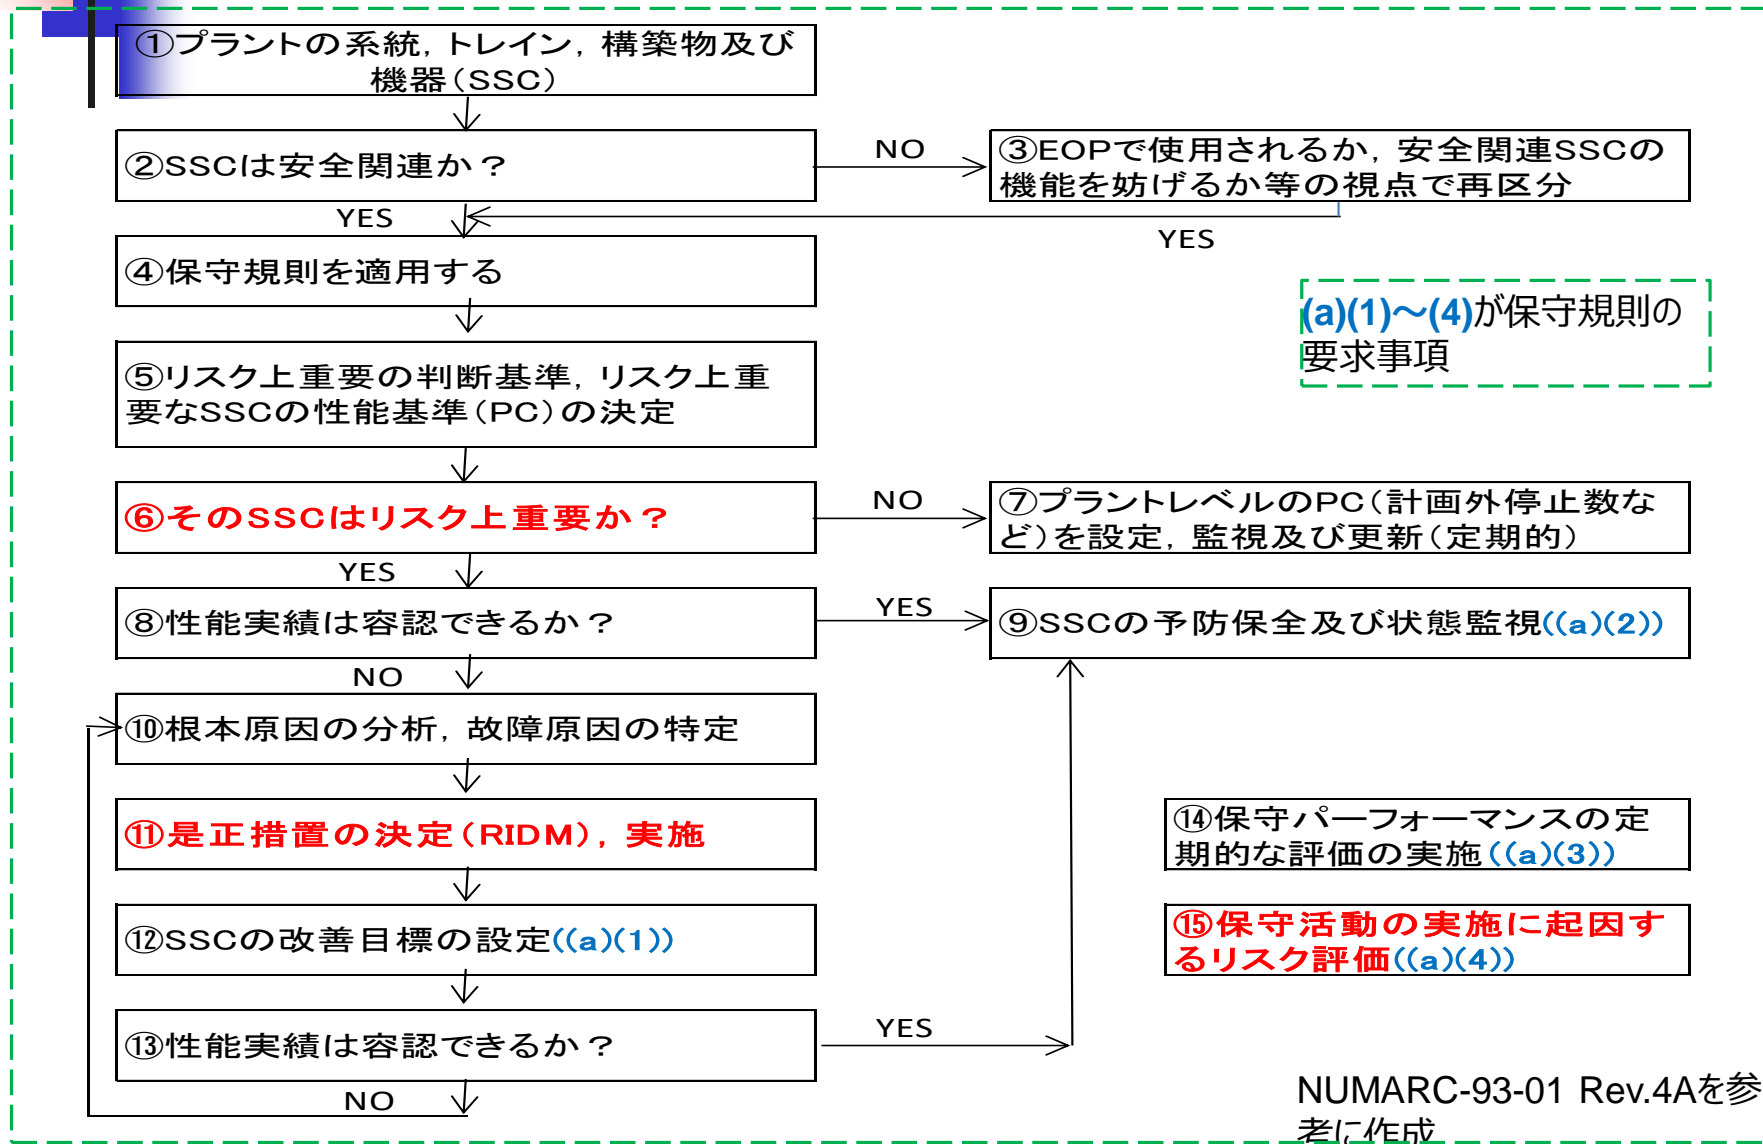 ①プラントの系統，トレイン，構築物及び
機器（SSC）
②SSCは安全関連か？
NO
③EOPで使用されるか，安全関連SSCの
機能を妨げるか等の視点で再区分
YES
YES
④保守規則を適用する
(a)(1)～(4)が保守規則の
要求事項
⑤リスク上重要の判断基準，リスク上重
要なSSCの性能基準（PC）の決定
⑥そのSSCはリスク上重要か？
NO
⑦プラントレベルのPC（計画外停止数な
ど）を設定，監視及び更新（定期的）
YES
⑧性能実績は容認できるか？
YES
⑨SSCの予防保全及び状態監視((a)(2))
NO
⑩根本原因の分析，故障原因の特定
⑪是正措置の決定（RIDM），実施
⑭保守パーフォーマンスの定
期的な評価の実施((a)(3))
⑫SSCの改善目標の設定((a)(1))
⑮保守活動の実施に起因す
るリスク評価((a)(4))
⑬性能実績は容認できるか？
YES
NO
NUMARC-93-01 Rev.4Aを参
考に作成